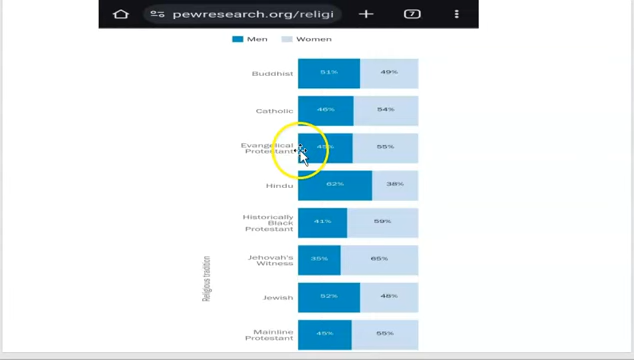 pewresearch.org/religi
7
Men Women
Buddhist 51% 49%
Catholic 46% 54%
Evangelical
Protestant 45% 55%
Hindu 62% 38%
Historically
Black
Protestant 41% 59%
Jehovah's
Witness 35% 65%
Jewish 52% 48%
Mainline
Protestant 45% 55%
Religious tradition